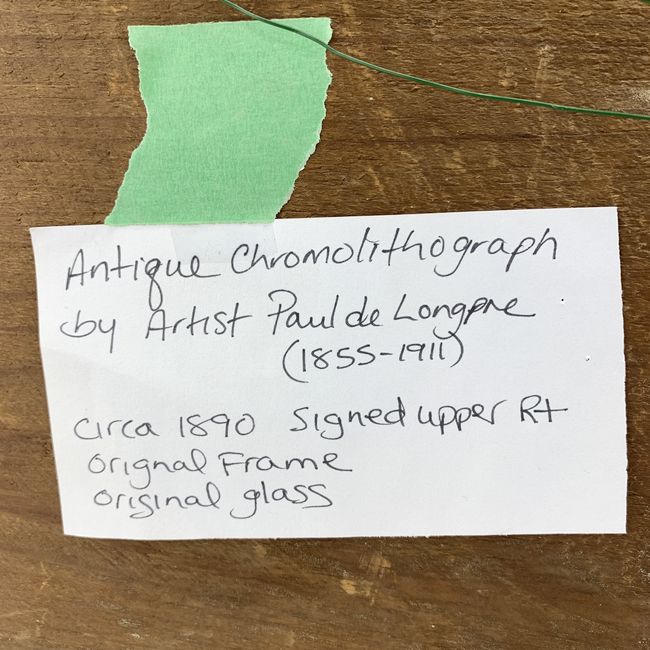 Antique Chromolithograph
by Artist Paul de Longpre
(1855-1911)
circa 1890 Signed upper Rt
Orignal Frame
Original glass